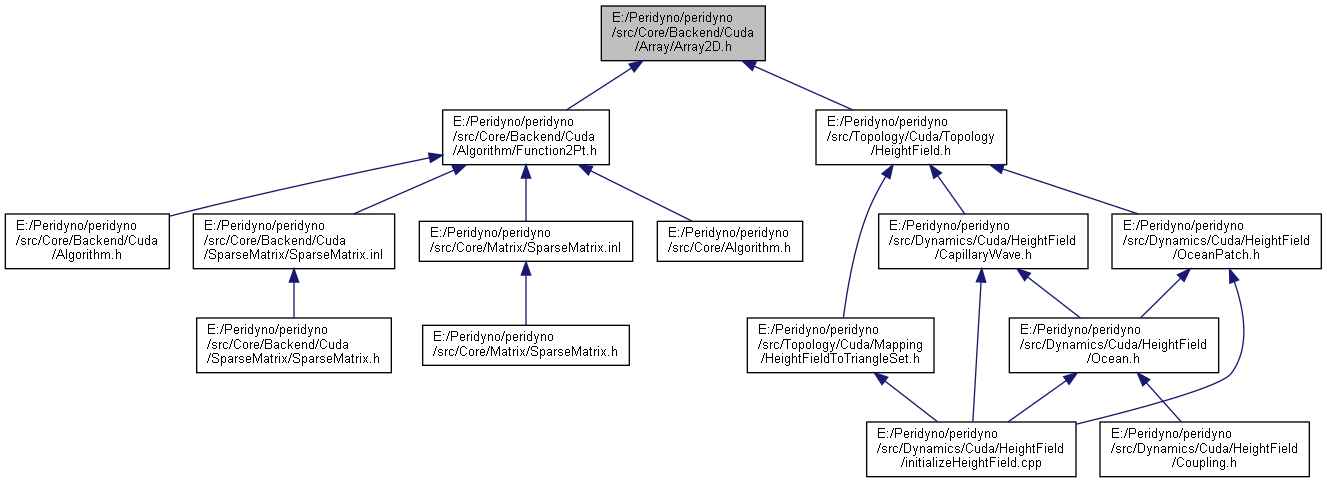 E:/Peridyno/peridyno
/src/Core/Backend/Cuda
/Array/Array2D.h
E:/Peridyno/peridyno
/src/Core/Backend/Cuda
/Algorithm/Function2Pt.h
E:/Peridyno/peridyno
/src/Topology/Cuda/Topology
/HeightField.h
E:/Peridyno/peridyno
/src/Core/Backend/Cuda
/Algorithm.h
E:/Peridyno/peridyno
/src/Core/Backend/Cuda
/SparseMatrix/SparseMatrix.inl
E:/Peridyno/peridyno
/src/Core/Matrix/SparseMatrix.inl
E:/Peridyno/peridyno
/src/Core/Algorithm.h
E:/Peridyno/peridyno
/src/Dynamics/Cuda/HeightField
/CapillaryWave.h
E:/Peridyno/peridyno
/src/Dynamics/Cuda/HeightField
/OceanPatch.h
E:/Peridyno/peridyno
/src/Core/Backend/Cuda
/SparseMatrix/SparseMatrix.h
E:/Peridyno/peridyno
/src/Core/Matrix/SparseMatrix.h
E:/Peridyno/peridyno
/src/Topology/Cuda/Mapping
/HeightFieldToTriangleSet.h
E:/Peridyno/peridyno
/src/Dynamics/Cuda/HeightField
/Ocean.h
E:/Peridyno/peridyno
/src/Dynamics/Cuda/HeightField
/initializeHeightField.cpp
E:/Peridyno/peridyno
/src/Dynamics/Cuda/HeightField
/Coupling.h